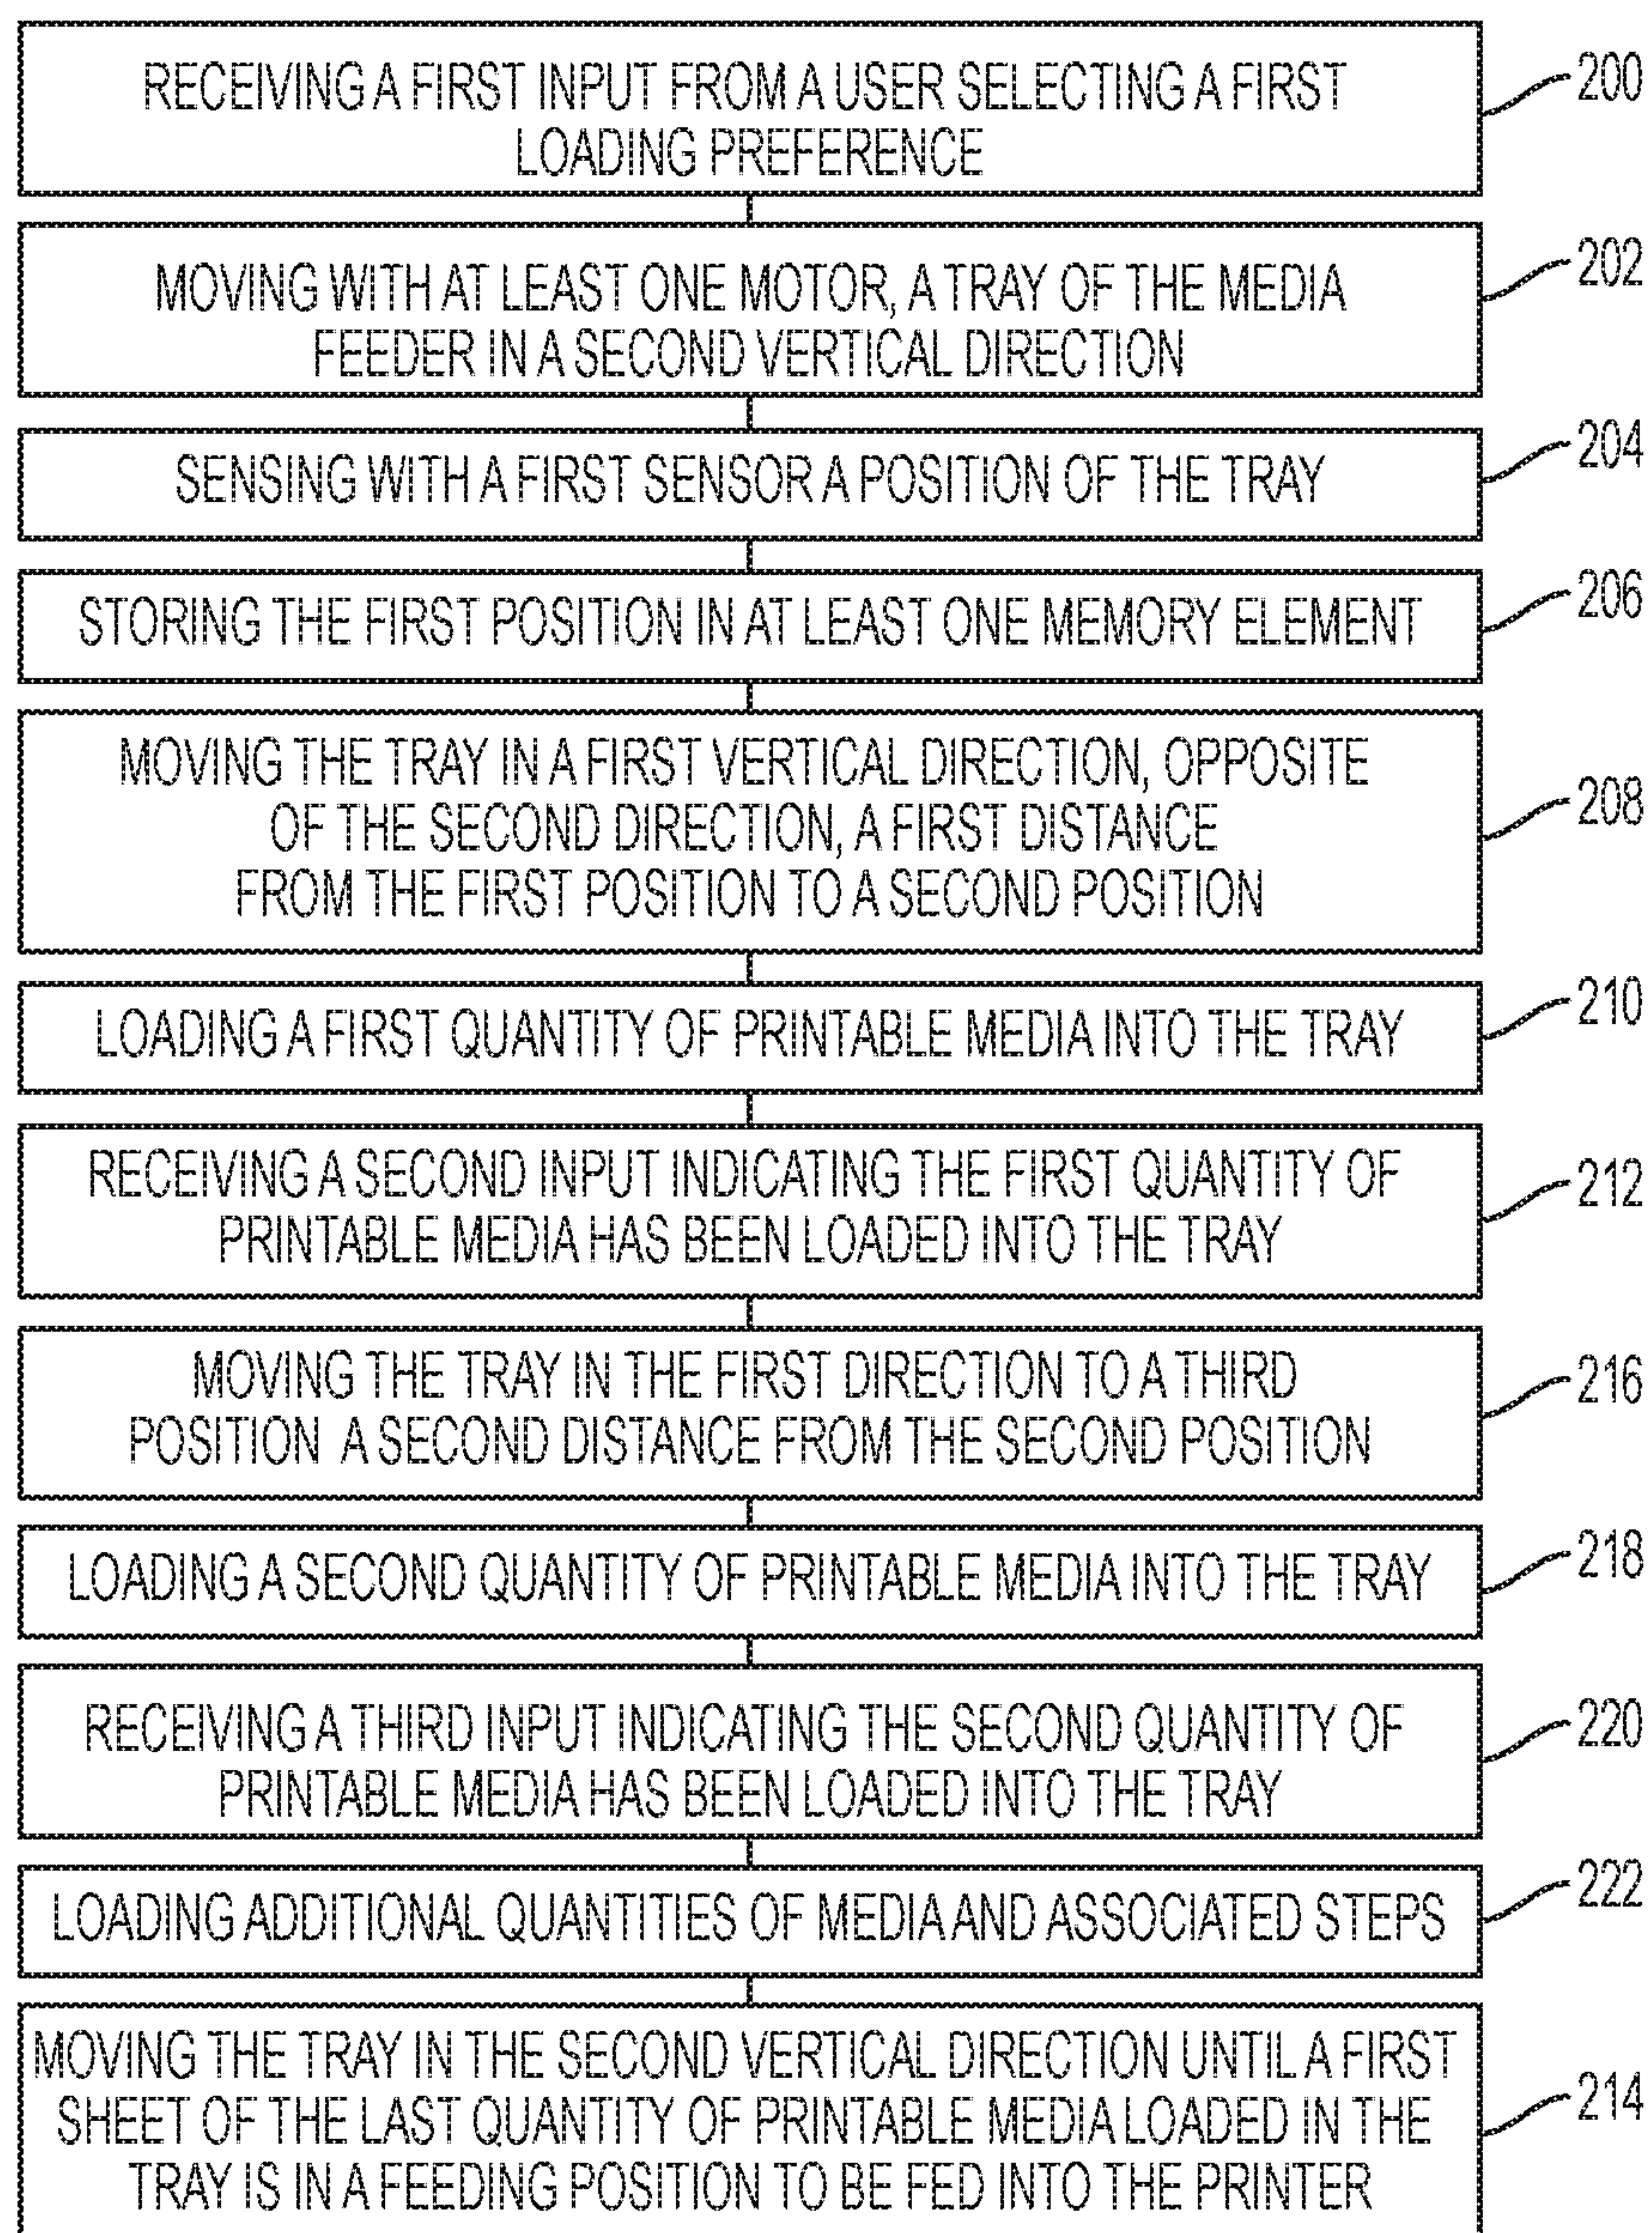 RECEIVING A FIRST INPUT FROM A USER SELECTING A FIRST
LOADING PREFERENCE
200
MOVING WITH AT LEAST ONE MOTOR, A TRAY OF THE MEDIA
FEEDER IN A SECOND VERTICAL DIRECTION
202
SENSING WITH A FIRST SENSOR A POSITION OF THE TRAY
204
STORING THE FIRST POSITION IN AT LEAST ONE MEMORY ELEMENT
206
MOVING THE TRAY IN A FIRST VERTICAL DIRECTION, OPPOSITE
OF THE SECOND DIRECTION, A FIRST DISTANCE
FROM THE FIRST POSITION TO A SECOND POSITION
208
LOADING A FIRST QUANTITY OF PRINTABLE MEDIA INTO THE TRAY
210
RECEIVING A SECOND INPUT INDICATING THE FIRST QUANTITY OF
PRINTABLE MEDIA HAS BEEN LOADED INTO THE TRAY
212
MOVING THE TRAY IN THE FIRST DIRECTION TO A THIRD
POSITION A SECOND DISTANCE FROM THE SECOND POSITION
216
LOADING A SECOND QUANTITY OF PRINTABLE MEDIA INTO THE TRAY
218
RECEIVING A THIRD INPUT INDICATING THE SECOND QUANTITY OF
PRINTABLE MEDIA HAS BEEN LOADED INTO THE TRAY
220
LOADING ADDITIONAL QUANTITIES OF MEDIA AND ASSOCIATED STEPS
222
MOVING THE TRAY IN THE SECOND VERTICAL DIRECTION UNTIL A FIRST
SHEET OF THE LAST QUANTITY OF PRINTABLE MEDIA LOADED IN THE
TRAY IS IN A FEEDING POSITION TO BE FED INTO THE PRINTER
214